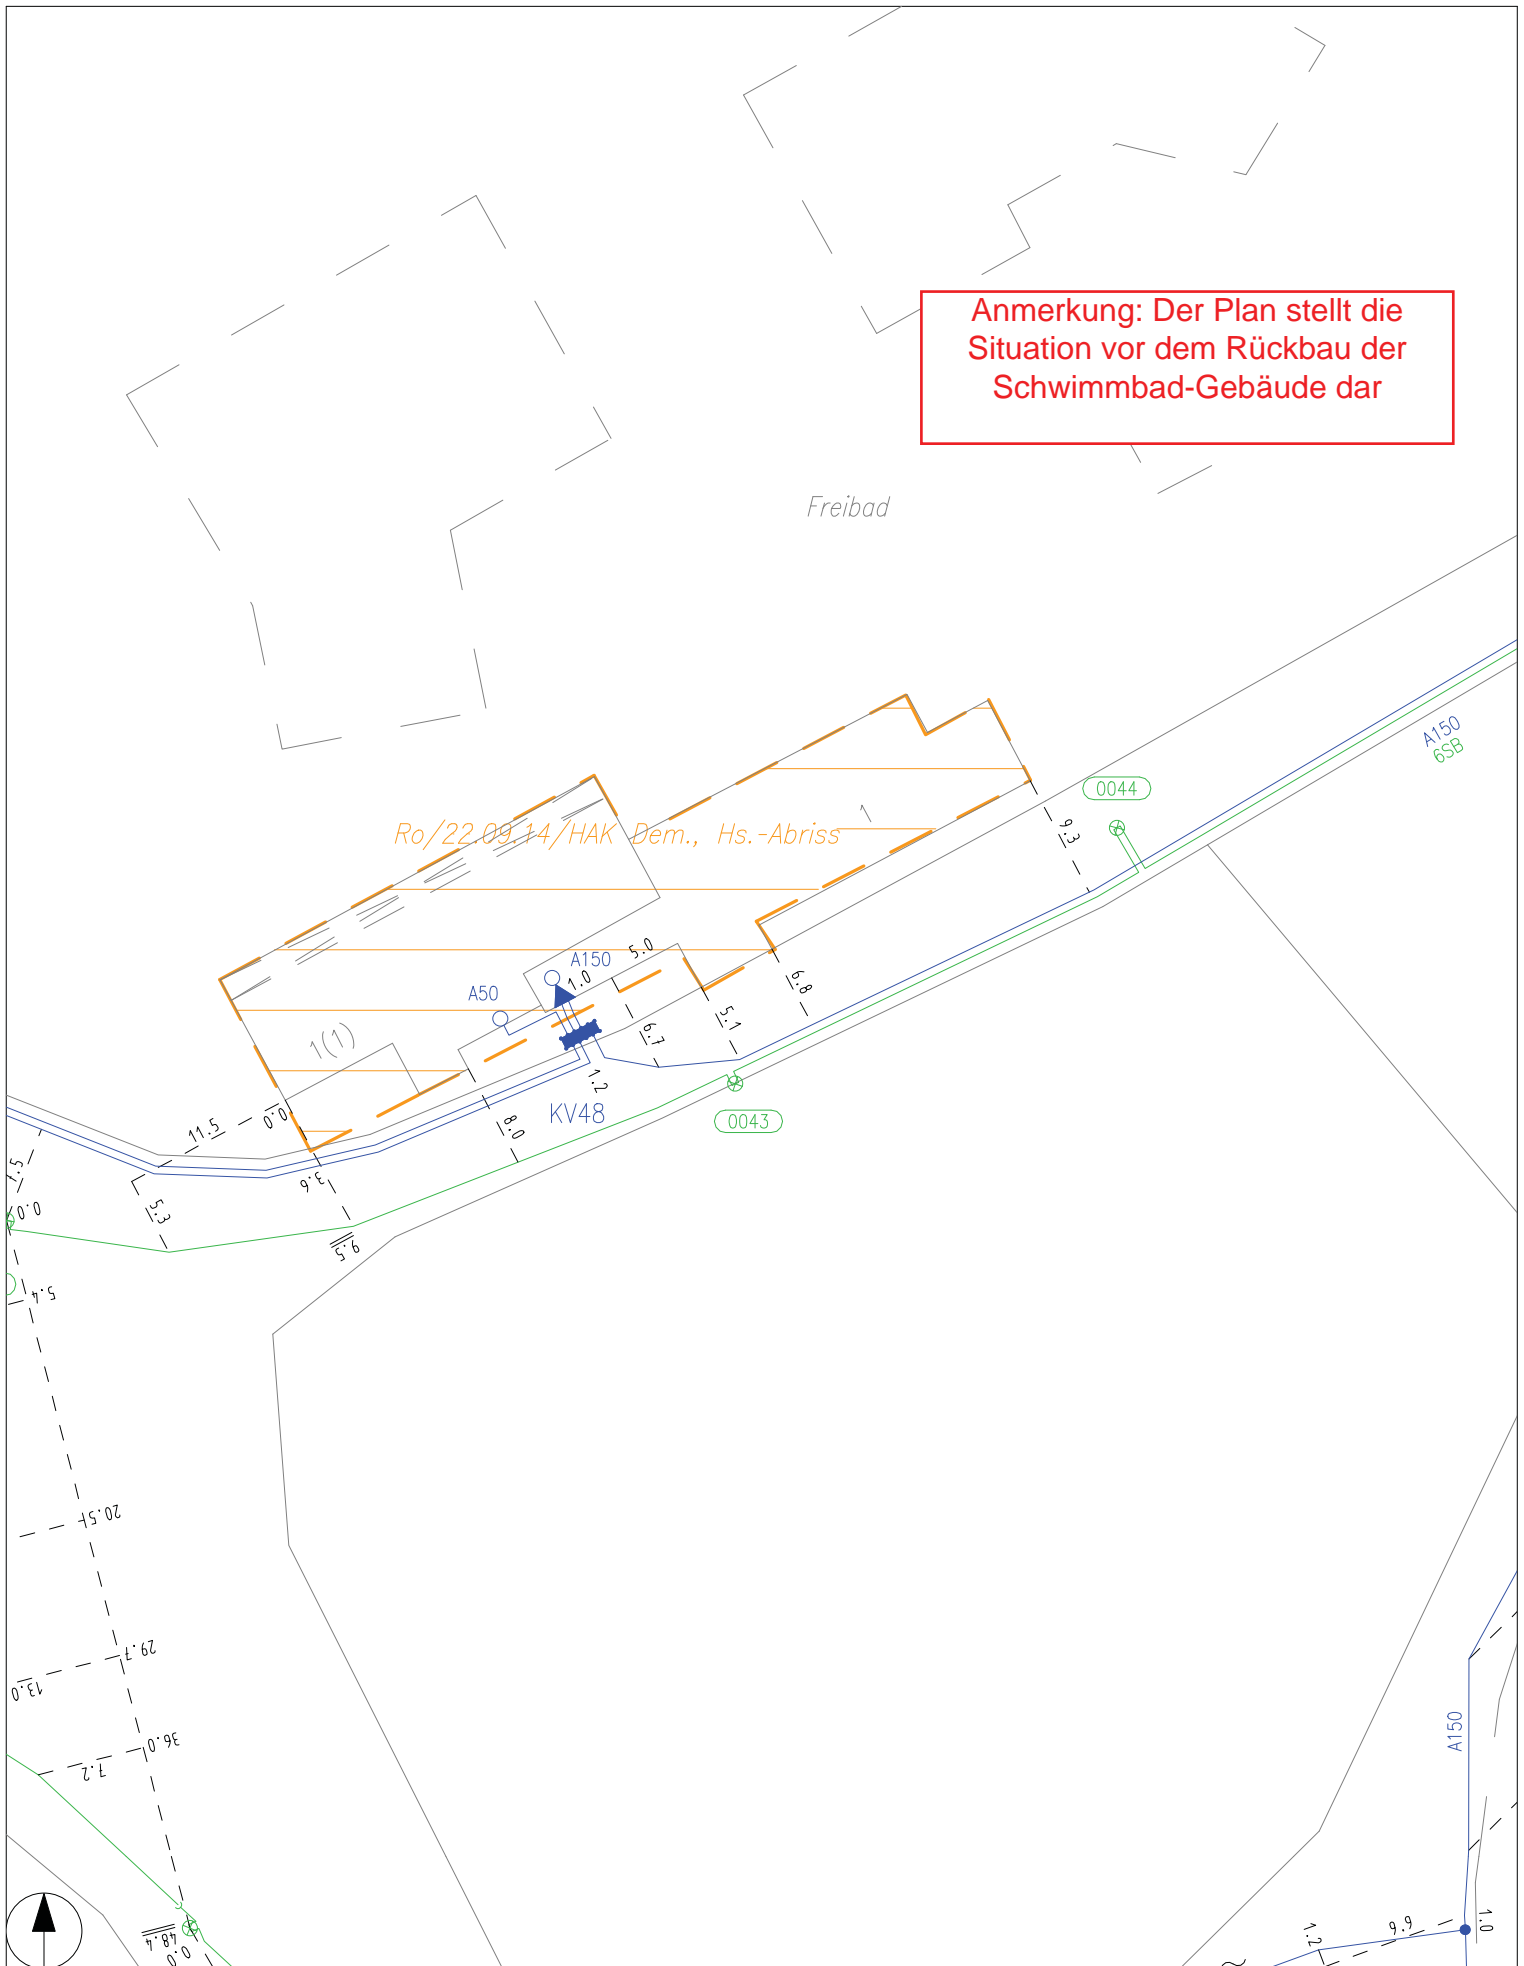 Anmerkung: Der Plan stellt die
Situation vor dem Rückbau der
Schwimmbad-Gebäude dar
Freibad
A150
6SB
0044
1
Ro/22.09.14/HAK Dem., Hs.-Abriss
9.3
5.0
A150
1.0
A50
6.8
5.1
6.7
1(1)
1.2
KV48
0043
8.0
0.0
11.5
3.6
5.3
9.5
0.0
5.4
20.5
29.7
13.0
36.0
7.2
A150
48.4
0.0
1.2
6.6
1.0